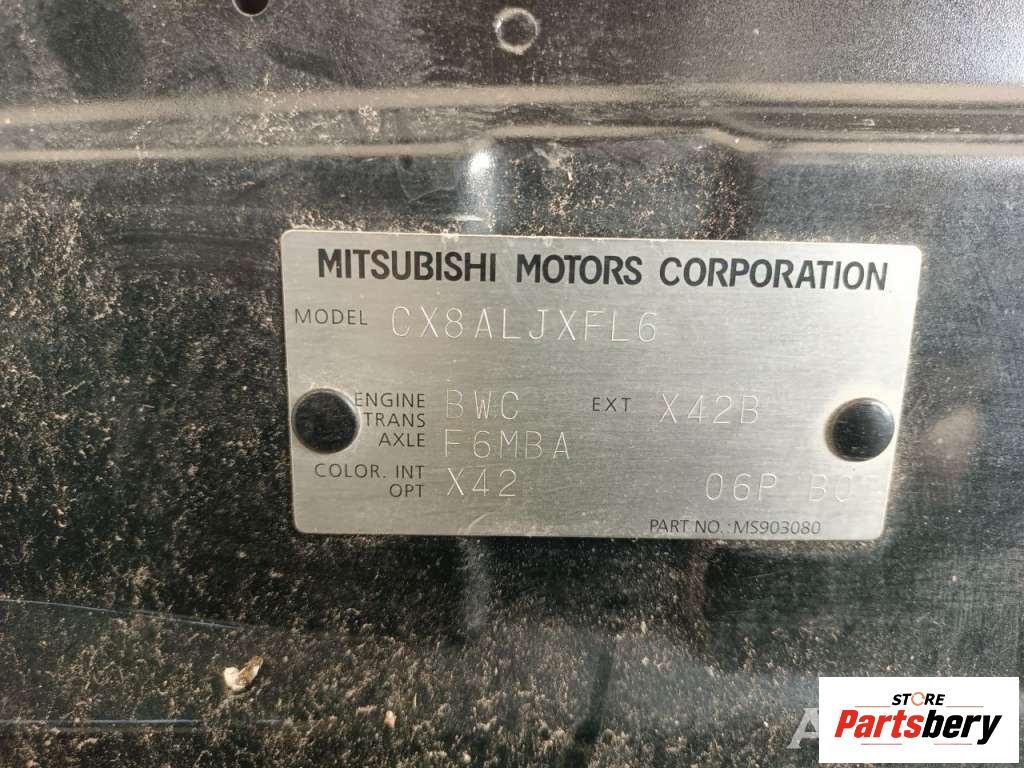 MITSUBISHI MOTORS CORPORATION
MODEL CX8ALJXFL6
ENGINE BWC EXT X42B
TRANS
AXLE F6MBA
COLOR. INT X42
OPT 06P
PART NO.: MS903080
STORE
Partsbery